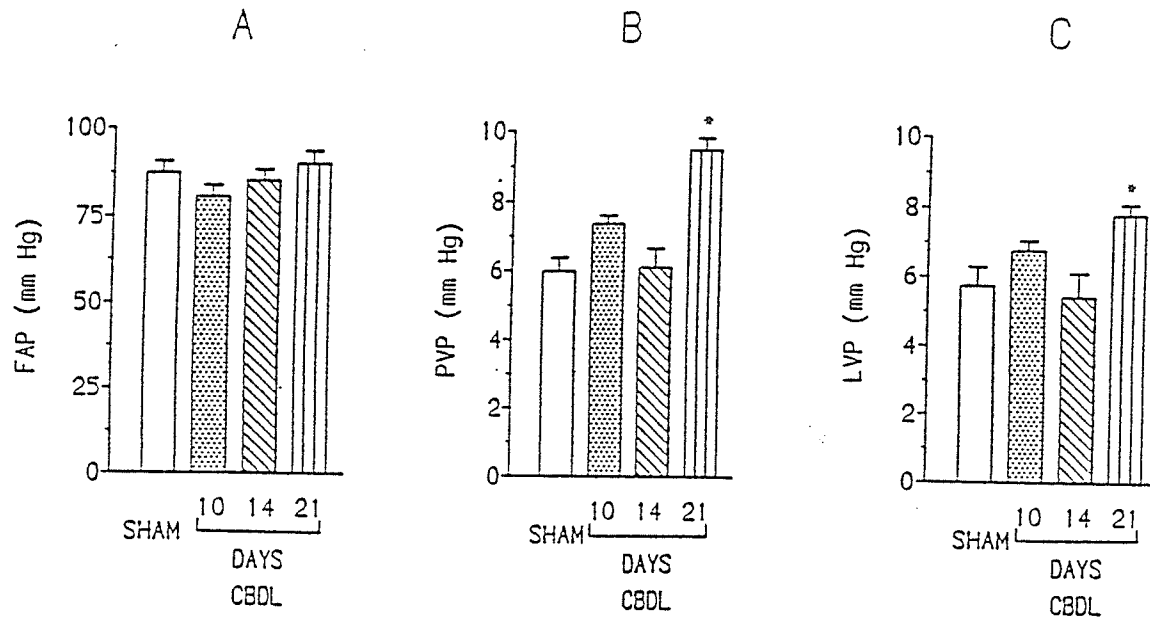 A
FAP (mm Hg)
100
75
50
25
0
SHAM
10 14 21
DAYS
CBDL
B
PVP (mm Hg)
10
8
6
4
2
0
*
SHAM
10 14 21
DAYS
CBDL
C
LVP (mm Hg)
10
8
6
4
2
0
*
SHAM
10 14 21
DAYS
CBDL